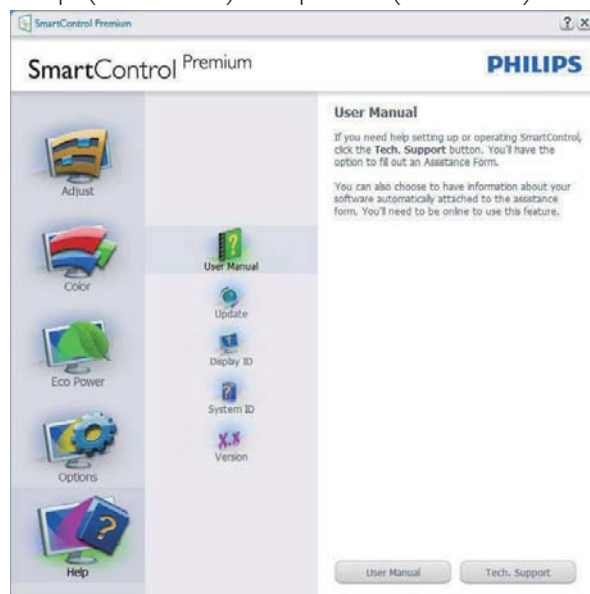 SmartControl Premium
SmartControl Premium
PHILIPS
Adjust
Color
Eco Power
Options
Help
User Manual
Update
Display ID
System ID
X.X
Version
User Manual
If you need help setting up or operating SmartControl,
click the Tech. Support button. You'll have the
option to fill out an Assistance Form.
You can also choose to have information about your
software automatically attached to the assistance
form. You'll need to be online to use this feature.
User Manual
Tech. Support